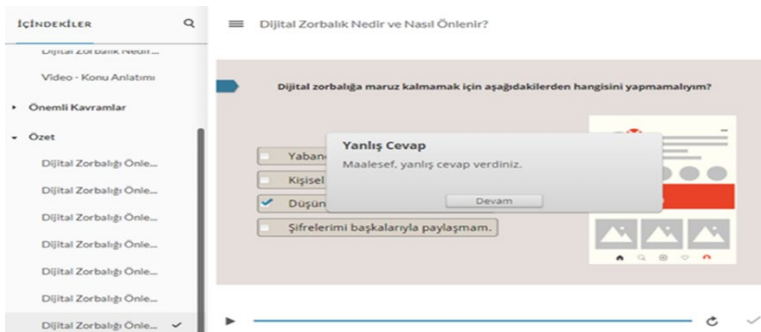 İÇİNDEKİLER
Dijital Zorbalık Nedir ve Nasıl Önlenir?
Dijital Zorbalık Nedir...
Video - Konu Anlatımı
Önemli Kavramlar
Özet
Dijital Zorbalığı Önle...
Dijital Zorbalığı Önle...
Dijital Zorbalığı Önle...
Dijital Zorbalığı Önle...
Dijital Zorbalığı Önle...
Dijital Zorbalığı Önle...
Dijital Zorbalığı Önle...
Dijital zorbalığa maruz kalmamak için aşağıdakilerden hangisini yapmamalıyım?
Yaban
Kişisel
Düşün
Şifrelerimi başkalarıyla paylaşmam.
Yanlış Cevap
Maalesef, yanlış cevap verdiniz.
Devam